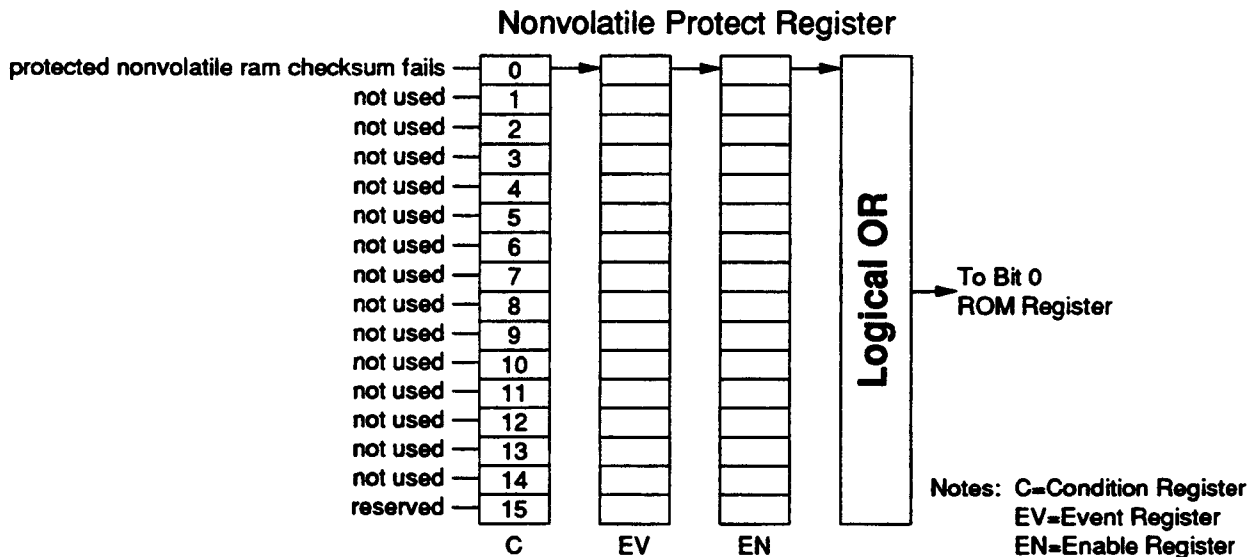 Nonvolatile Protect Register
protected nonvolatile ram checksum fails 0
not used 1
not used 2
not used 3
not used 4
not used 5
not used 6
not used 7
not used 8
not used 9
not used 10
not used 11
not used 12
not used 13
not used 14
reserved 15
C EV EN
Logical OR
To Bit 0
ROM Register
Notes: C=Condition Register
EV=Event Register
EN=Enable Register